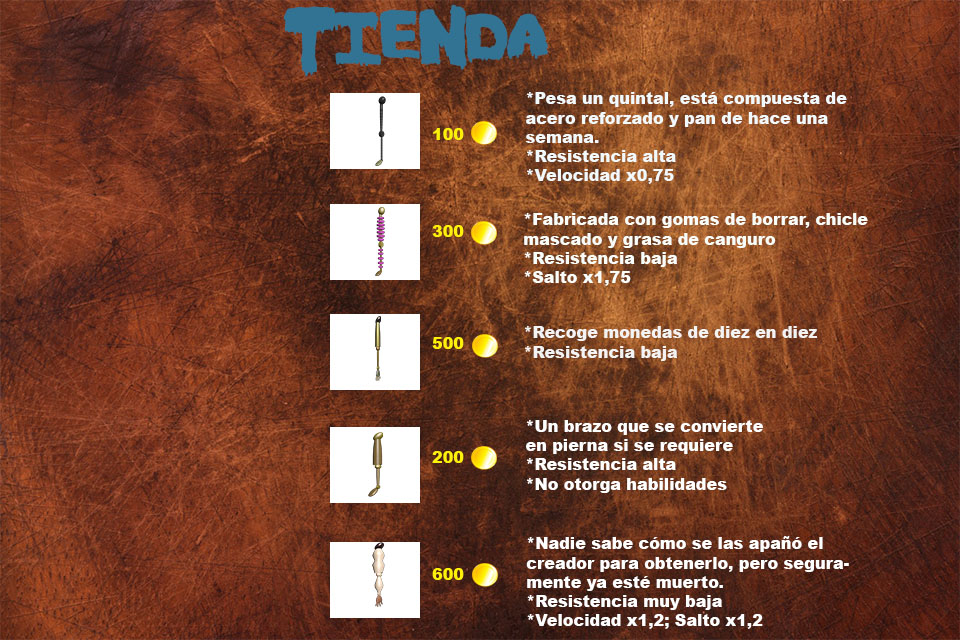 TIENDA
100
*Pesa un quintal, está compuesta de
acero reforzado y pan de hace una
semana.
*Resistencia alta
*Velocidad x0,75
300
*Fabricada con gomas de borrar, chicle
mascado y grasa de canguro
*Resistencia baja
*Salto x1,75
500
*Recoge monedas de diez en diez
*Resistencia baja
200
*Un brazo que se convierte
en pierna si se requiere
*Resistencia alta
*No otorga habilidades
600
*Nadie sabe cómo se las apañó el
creador para obtenerlo, pero segura-
mente ya esté muerto.
*Resistencia muy baja
*Velocidad x1,2; Salto x1,2